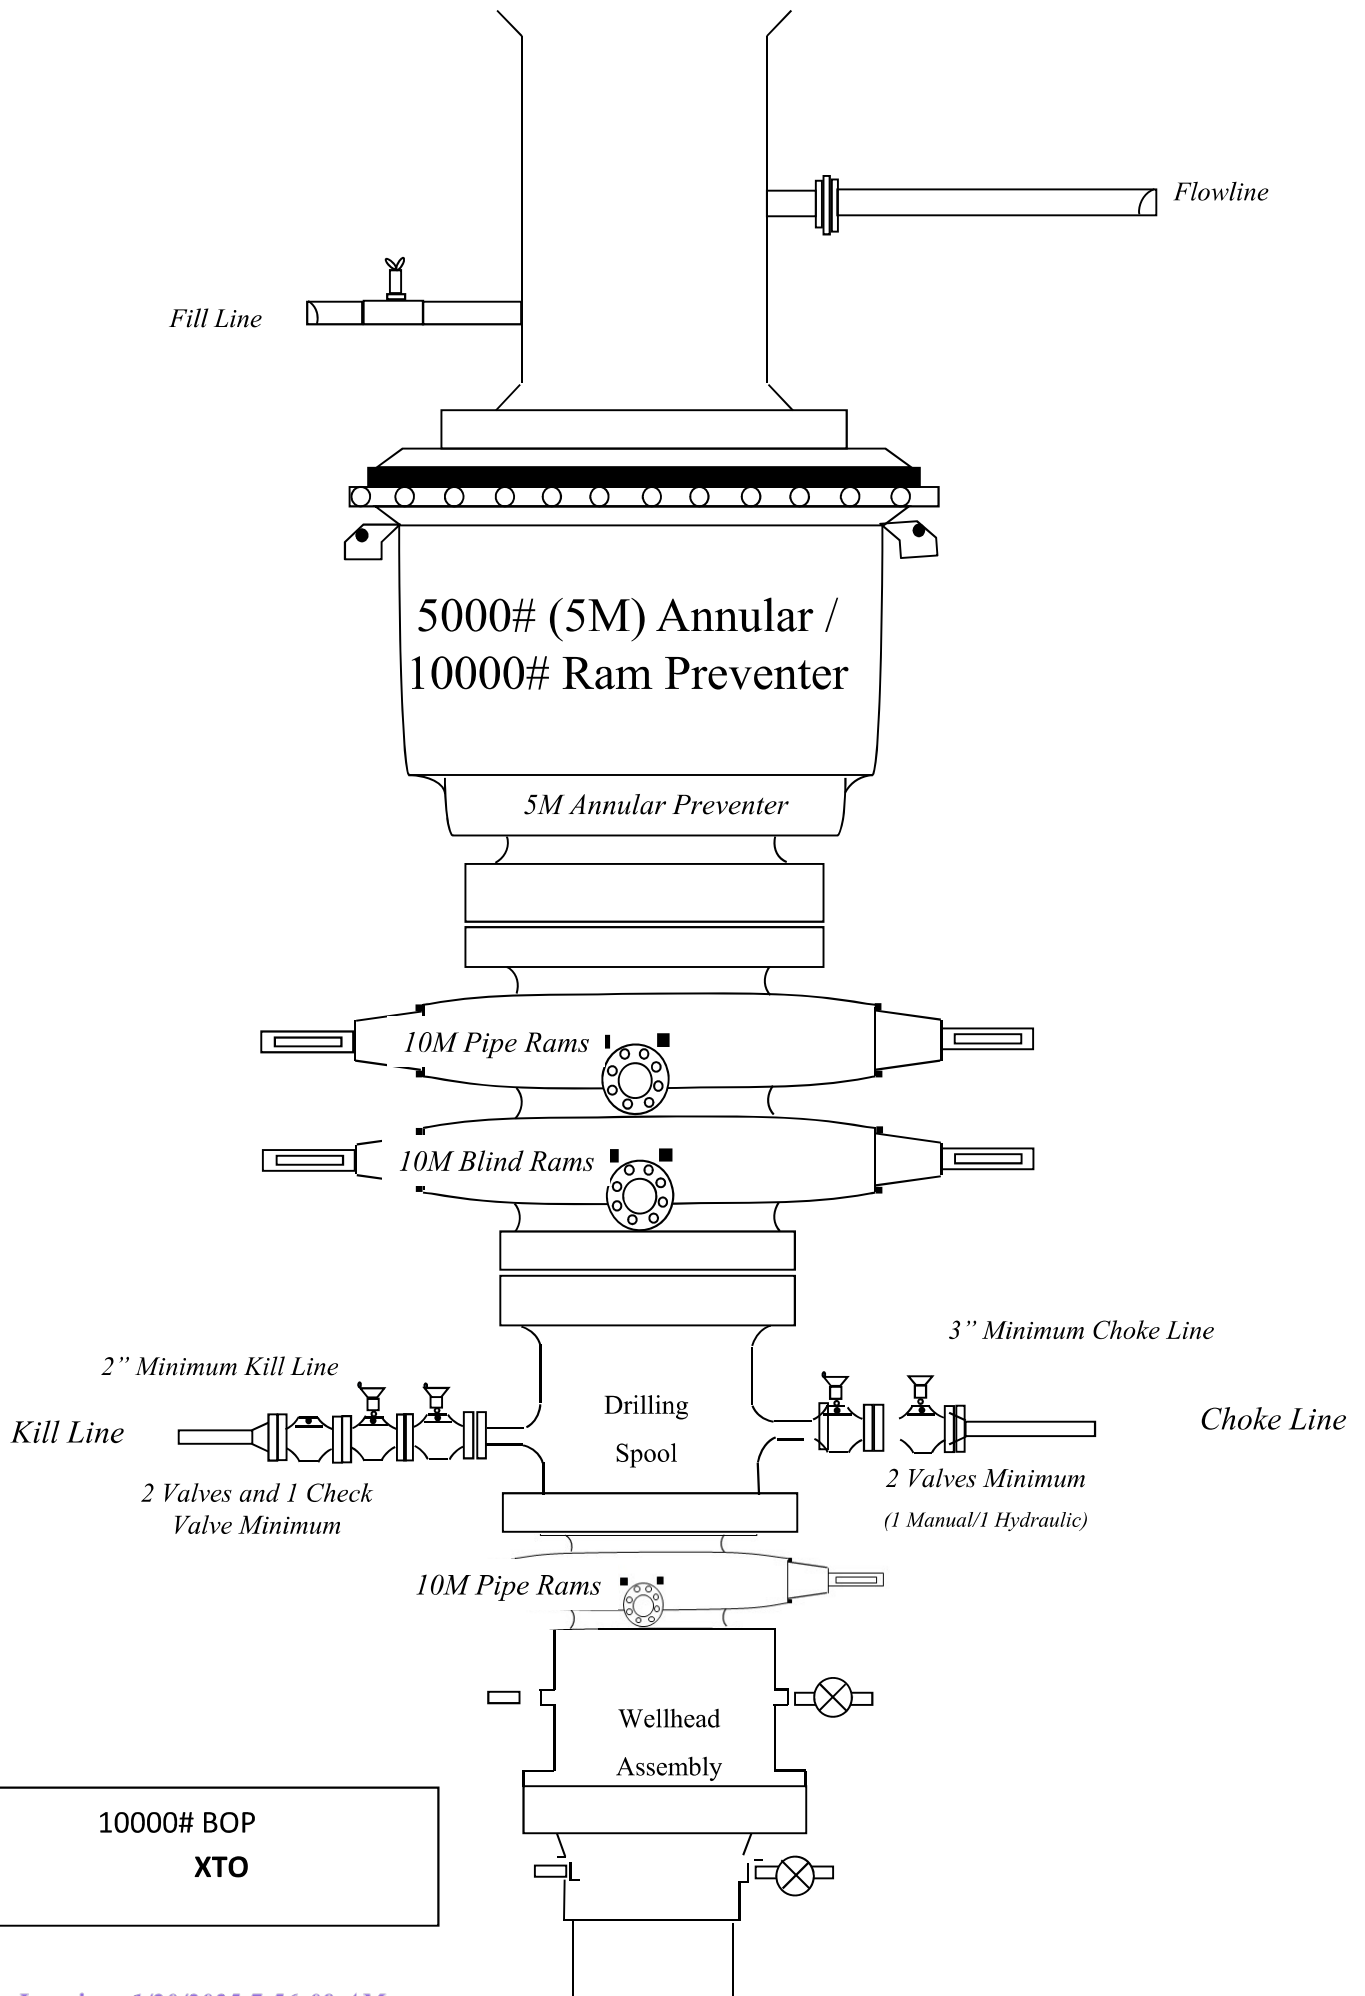 Flowline
Fill Line
5000# (5M) Annular /
10000# Ram Preventer
5M Annular Preventer
10M Pipe Rams
10M Blind Rams
3” Minimum Choke Line
2” Minimum Kill Line
Drilling
Spool
Kill Line
Choke Line
2 Valves and 1 Check
Valve Minimum
2 Valves Minimum
(1 Manual/1 Hydraulic)
10M Pipe Rams
Wellhead
Assembly
10000# BOP
XTO